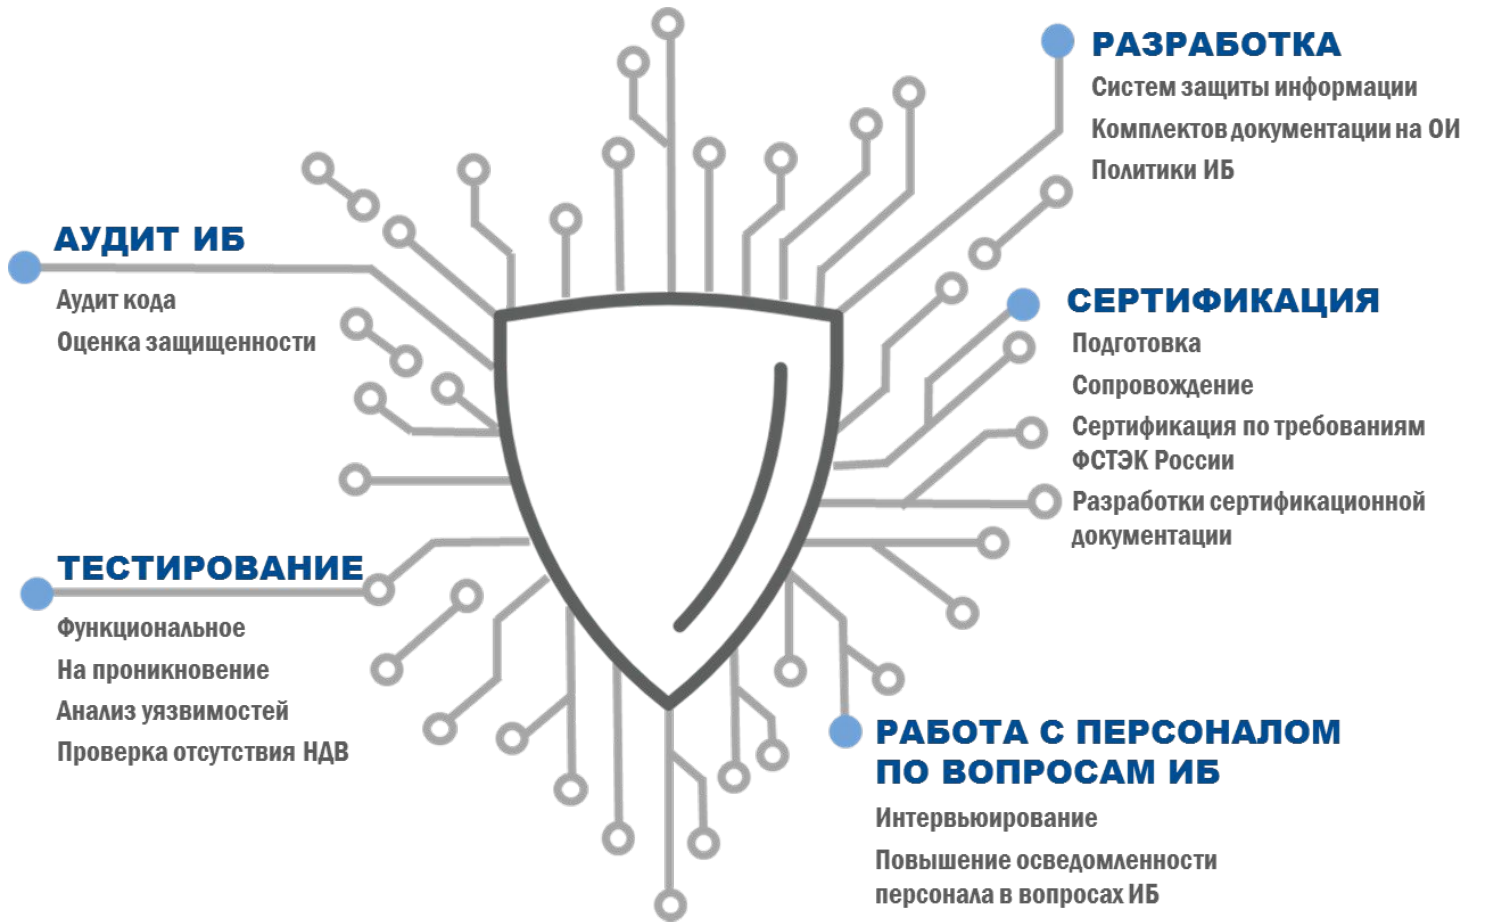 АУДИТ ИБ
Аудит кода
Оценка защищенности
ТЕСТИРОВАНИЕ
Функциональное
На проникновение
Анализ уязвимостей
Проверка отсутствия НДВ
РАЗРАБОТКА
Систем защиты информации
Комплектов документации на ОИ
Политики ИБ
СЕРТИФИКАЦИЯ
Подготовка
Сопровождение
Сертификация по требованиям
ФСТЭК России
Разработки сертификационной
документации
РАБОТА С ПЕРСОНАЛОМ
ПО ВОПРОСАМ ИБ
Интервьюирование
Повышение осведомленности
персонала в вопросах ИБ